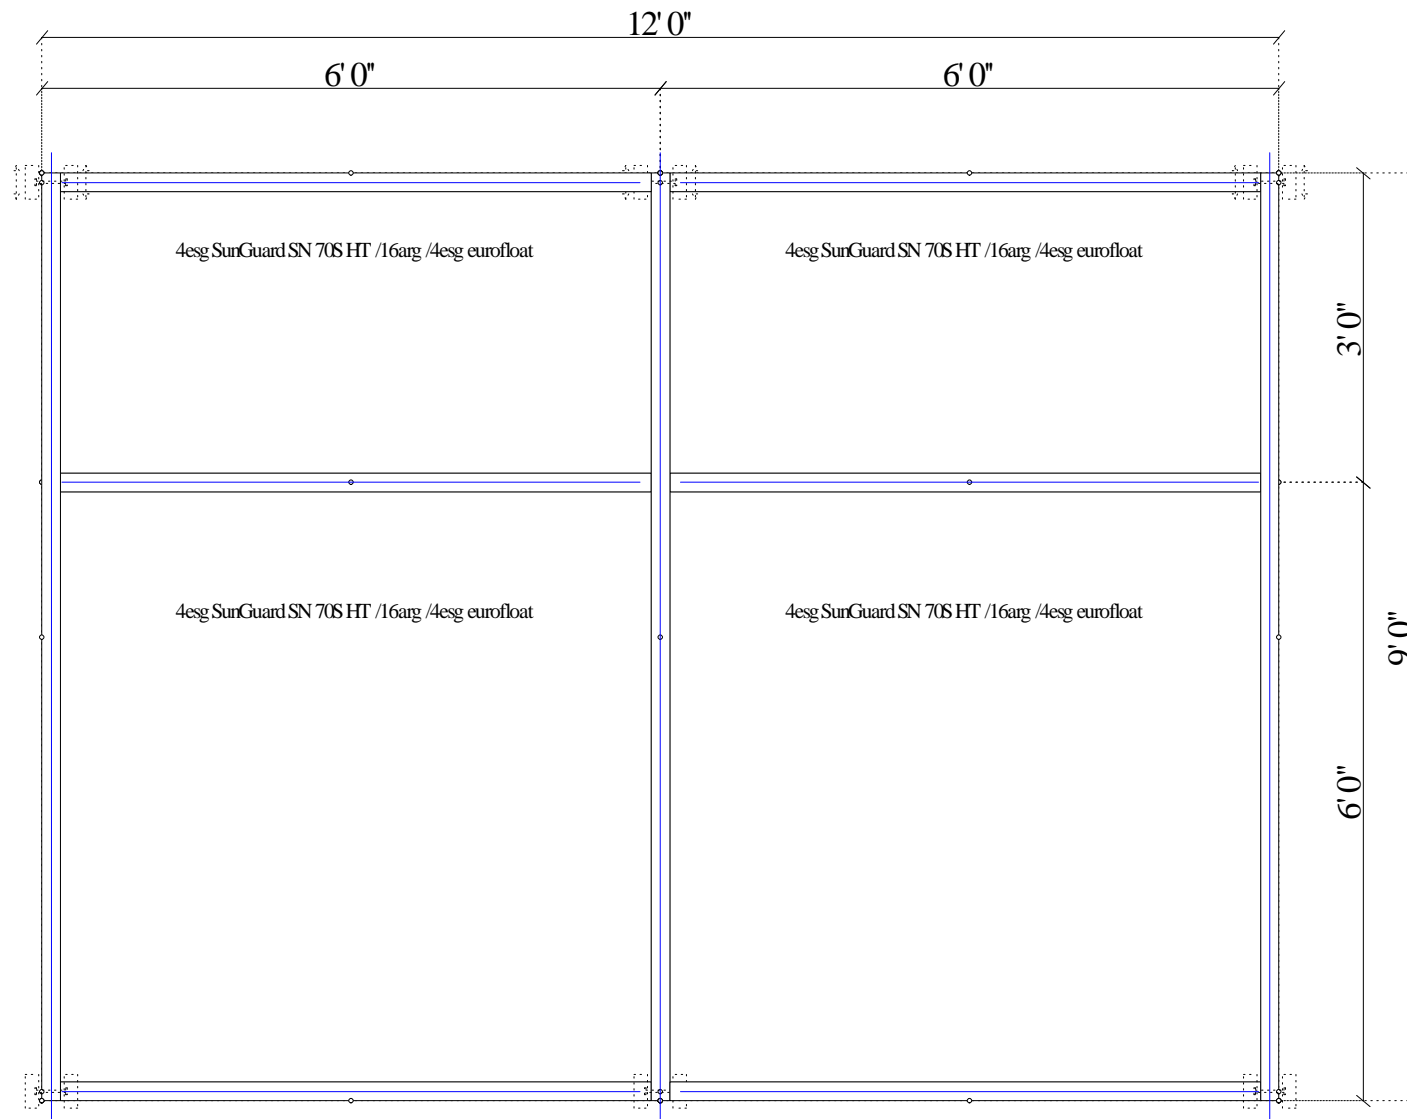 12' 0"
6' 0"
6' 0"
4esg SunGuard SN 70S HT /16arg /4esg eurofloat
4esg SunGuard SN 70S HT /16arg /4esg eurofloat
3' 0"
4esg SunGuard SN 70S HT /16arg /4esg eurofloat
4esg SunGuard SN 70S HT /16arg /4esg eurofloat
9' 0"
6' 0"